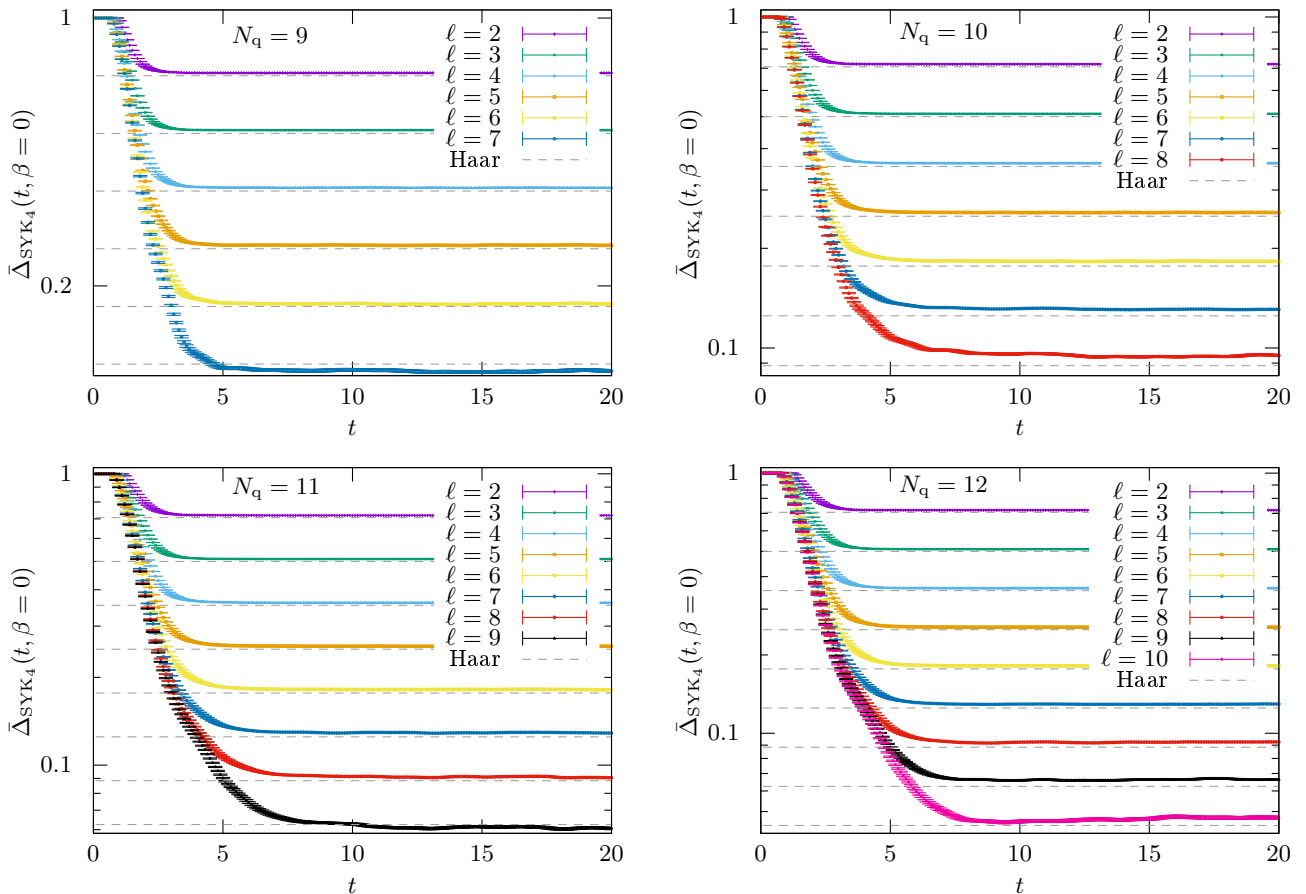 1
0.2
Δ̄_SYK₄(t, β = 0)
N_q = 9
ℓ = 2
ℓ = 3
ℓ = 4
ℓ = 5
ℓ = 6
ℓ = 7
Haar
0 5 10 15 20
t
1
0.1
Δ̄_SYK₄(t, β = 0)
N_q = 10
ℓ = 2
ℓ = 3
ℓ = 4
ℓ = 5
ℓ = 6
ℓ = 7
ℓ = 8
Haar
0 5 10 15 20
t
1
0.1
Δ̄_SYK₄(t, β = 0)
N_q = 11
ℓ = 2
ℓ = 3
ℓ = 4
ℓ = 5
ℓ = 6
ℓ = 7
ℓ = 8
ℓ = 9
Haar
0 5 10 15 20
t
1
0.1
Δ̄_SYK₄(t, β = 0)
N_q = 12
ℓ = 2
ℓ = 3
ℓ = 4
ℓ = 5
ℓ = 6
ℓ = 7
ℓ = 8
ℓ = 9
ℓ = 10
Haar
0 5 10 15 20
t